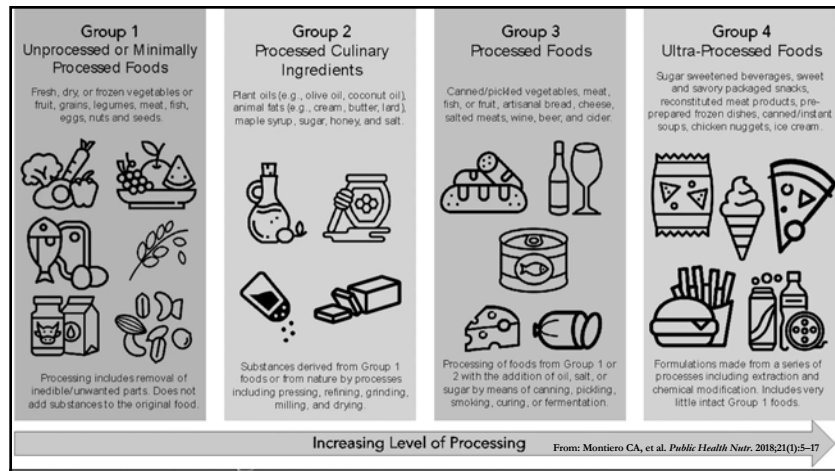 Group 1
Unprocessed or Minimally
Processed Foods
Fresh, dry, or frozen vegetables or
fruit, grains, legumes, meat, fish,
eggs, nuts and seeds.
Processing includes removal of
inedible/unwanted parts. Does not
add substances to the original food.
Group 2
Processed Culinary
Ingredients
Plant oils (e.g., olive oil, coconut oil),
animal fats (e.g., cream, butter, lard),
maple syrup, sugar, honey, and salt.
Substances derived from Group 1
foods or from nature by processes
including pressing, refining, grinding,
milling, and drying.
Group 3
Processed Foods
Canned/pickled vegetables, meat,
fish, or fruit, artisanal bread, cheese,
salted meats, wine, beer, and cider.
Processing of foods from Group 1 or
2 with the addition of oil, salt, or
sugar by means of canning, pickling,
smoking, curing, or fermentation.
Group 4
Ultra-Processed Foods
Sugar sweetened beverages, sweet
and savory packaged snacks,
reconstituted meat products, pre-
prepared frozen dishes, canned/instant
soups, chicken nuggets, ice cream.
Formulations made from a series of
processes including extraction and
chemical modification. Includes very
little intact Group 1 foods.
Increasing Level of Processing
From: Montiero CA, et al. Public Health Nutr. 2018;21(1):5–17